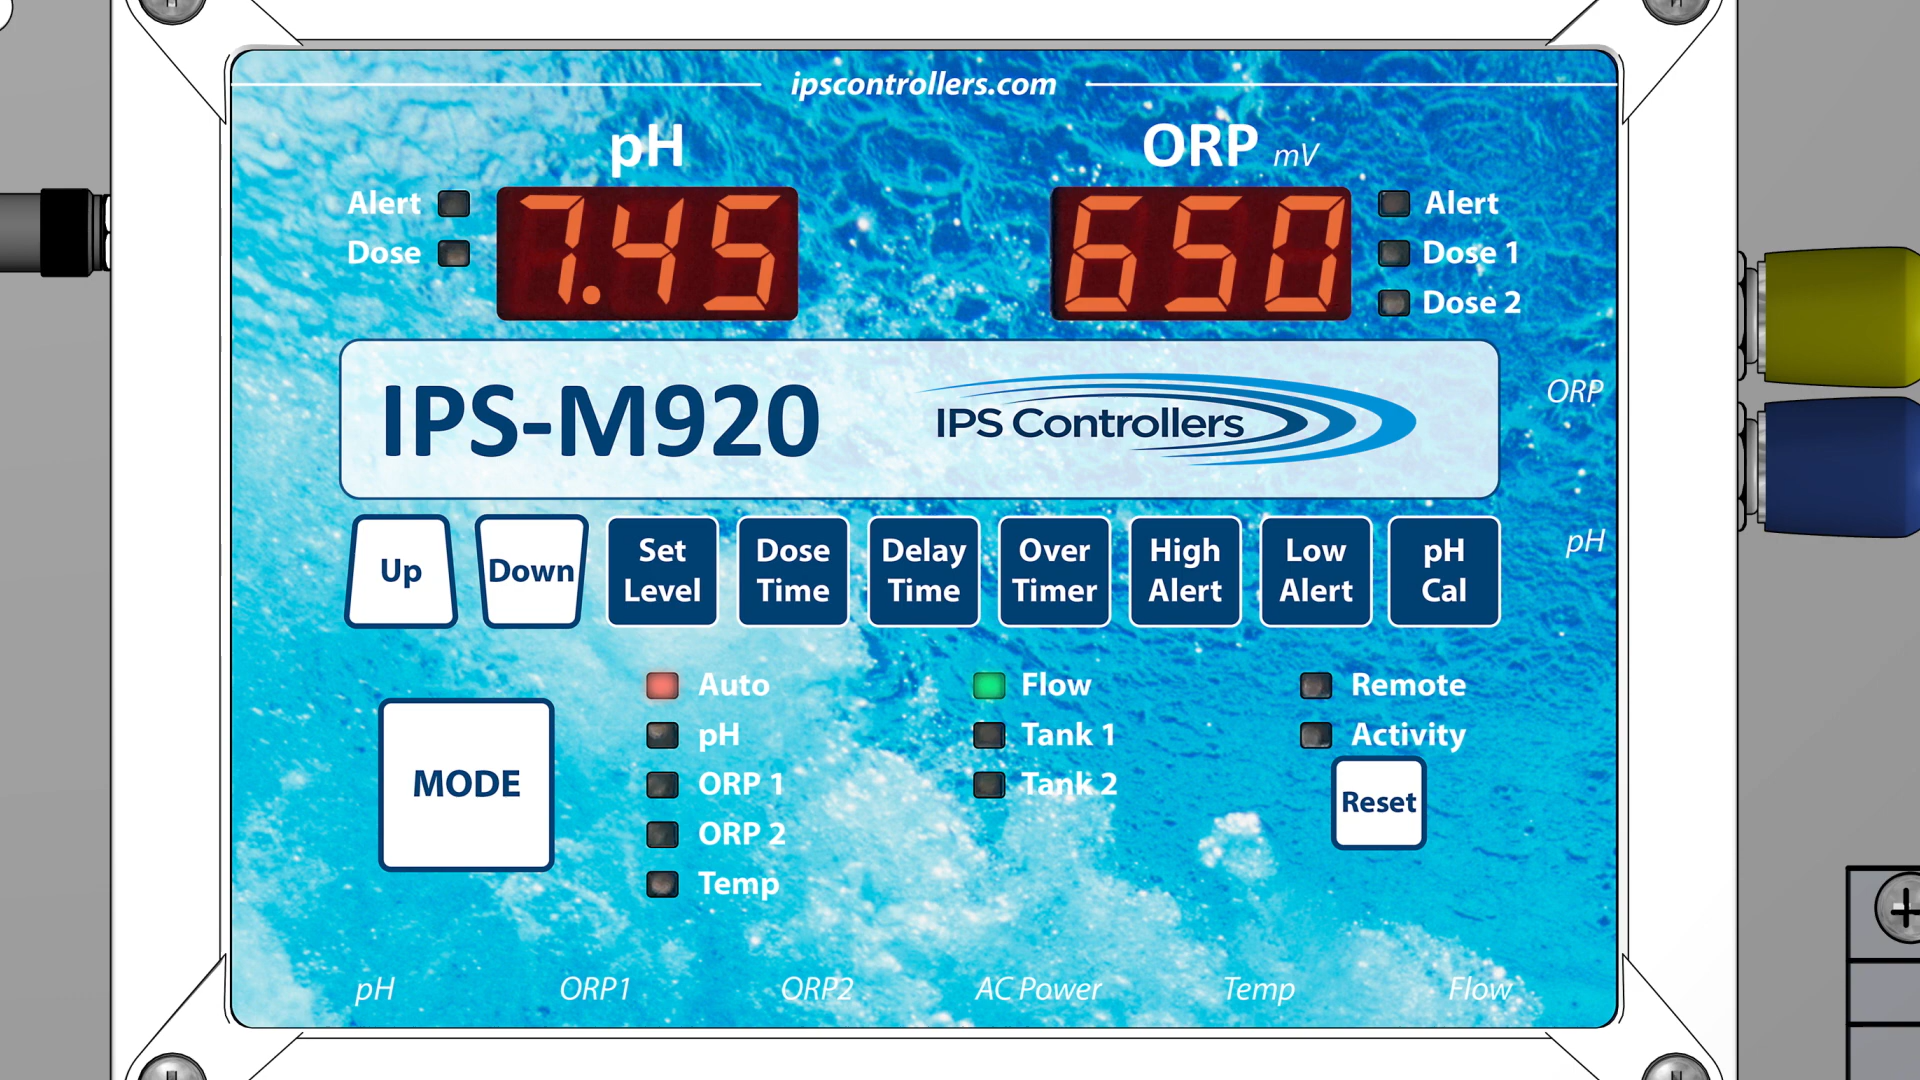 ipscontrollers.com
pH
ORP mV
Alert
Dose
7.45
650
Alert
Dose 1
Dose 2
IPS-M920
IPS Controllers
ORP
pH
Up
Down
Set
Level
Dose
Time
Delay
Time
Over
Timer
High
Alert
Low
Alert
pH
Cal
MODE
Auto
pH
ORP 1
ORP 2
Temp
Flow
Tank 1
Tank 2
Remote
Activity
Reset
pH
ORP1
ORP2
AC Power
Temp
Flow